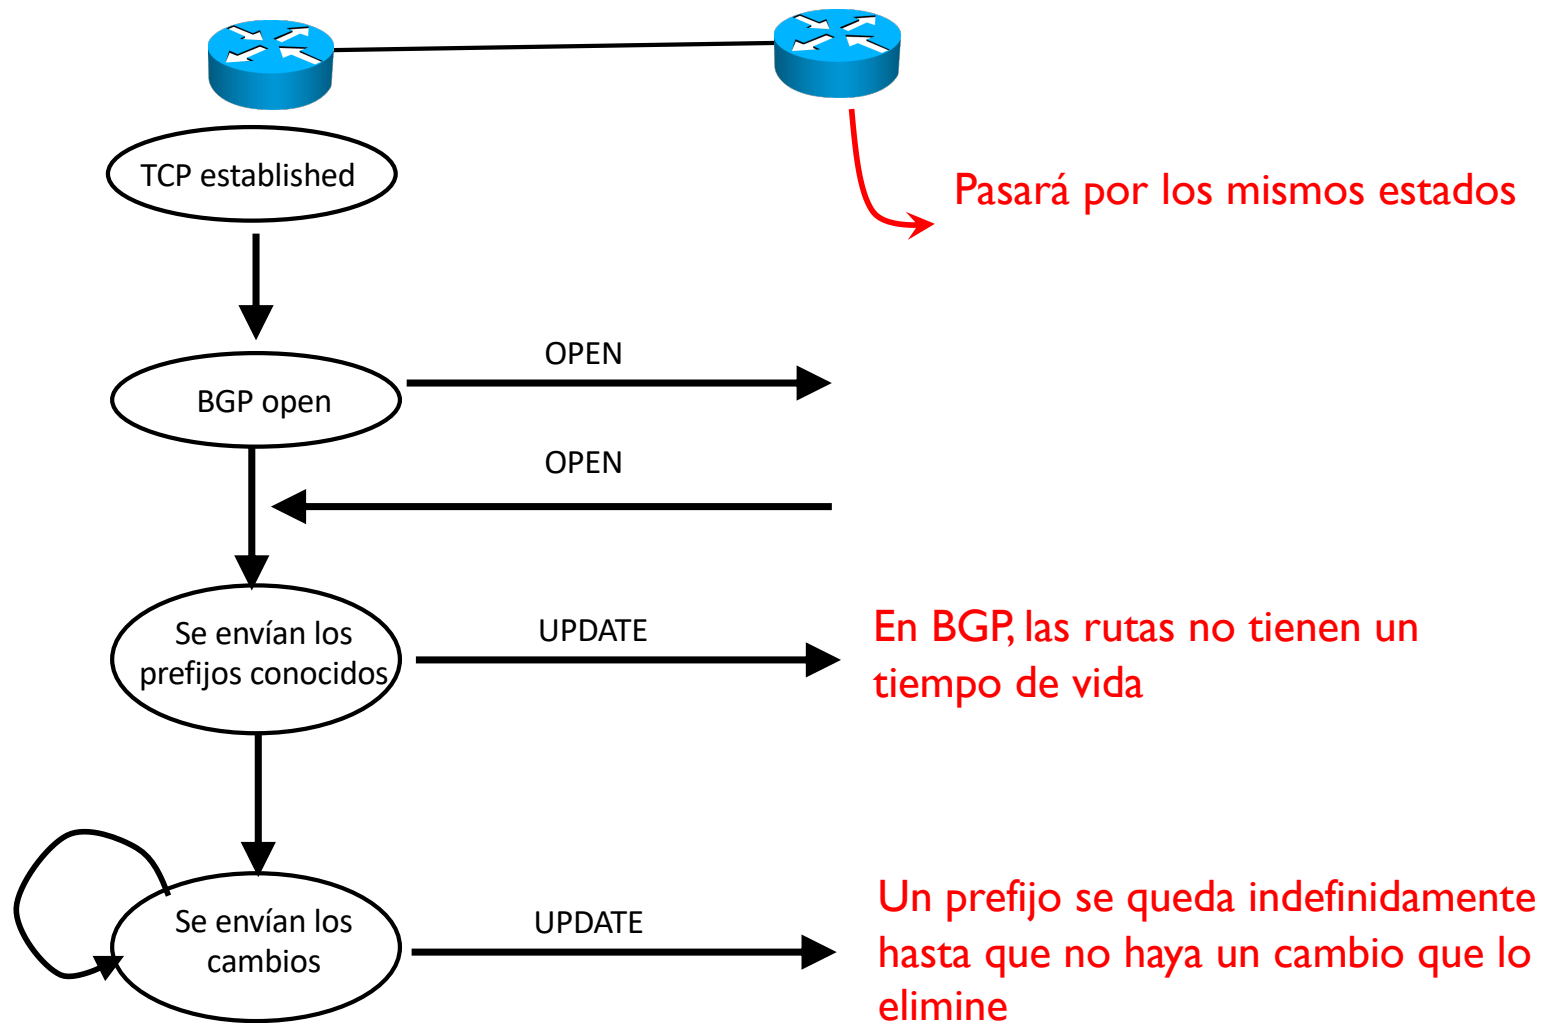 TCP established
Pasará por los mismos estados
OPEN
BGP open
OPEN
Se envían los
prefijos conocidos
UPDATE
En BGP, las rutas no tienen un
tiempo de vida
Se envían los
cambios
UPDATE
Un prefijo se queda indefinidamente
hasta que no haya un cambio que lo
elimine